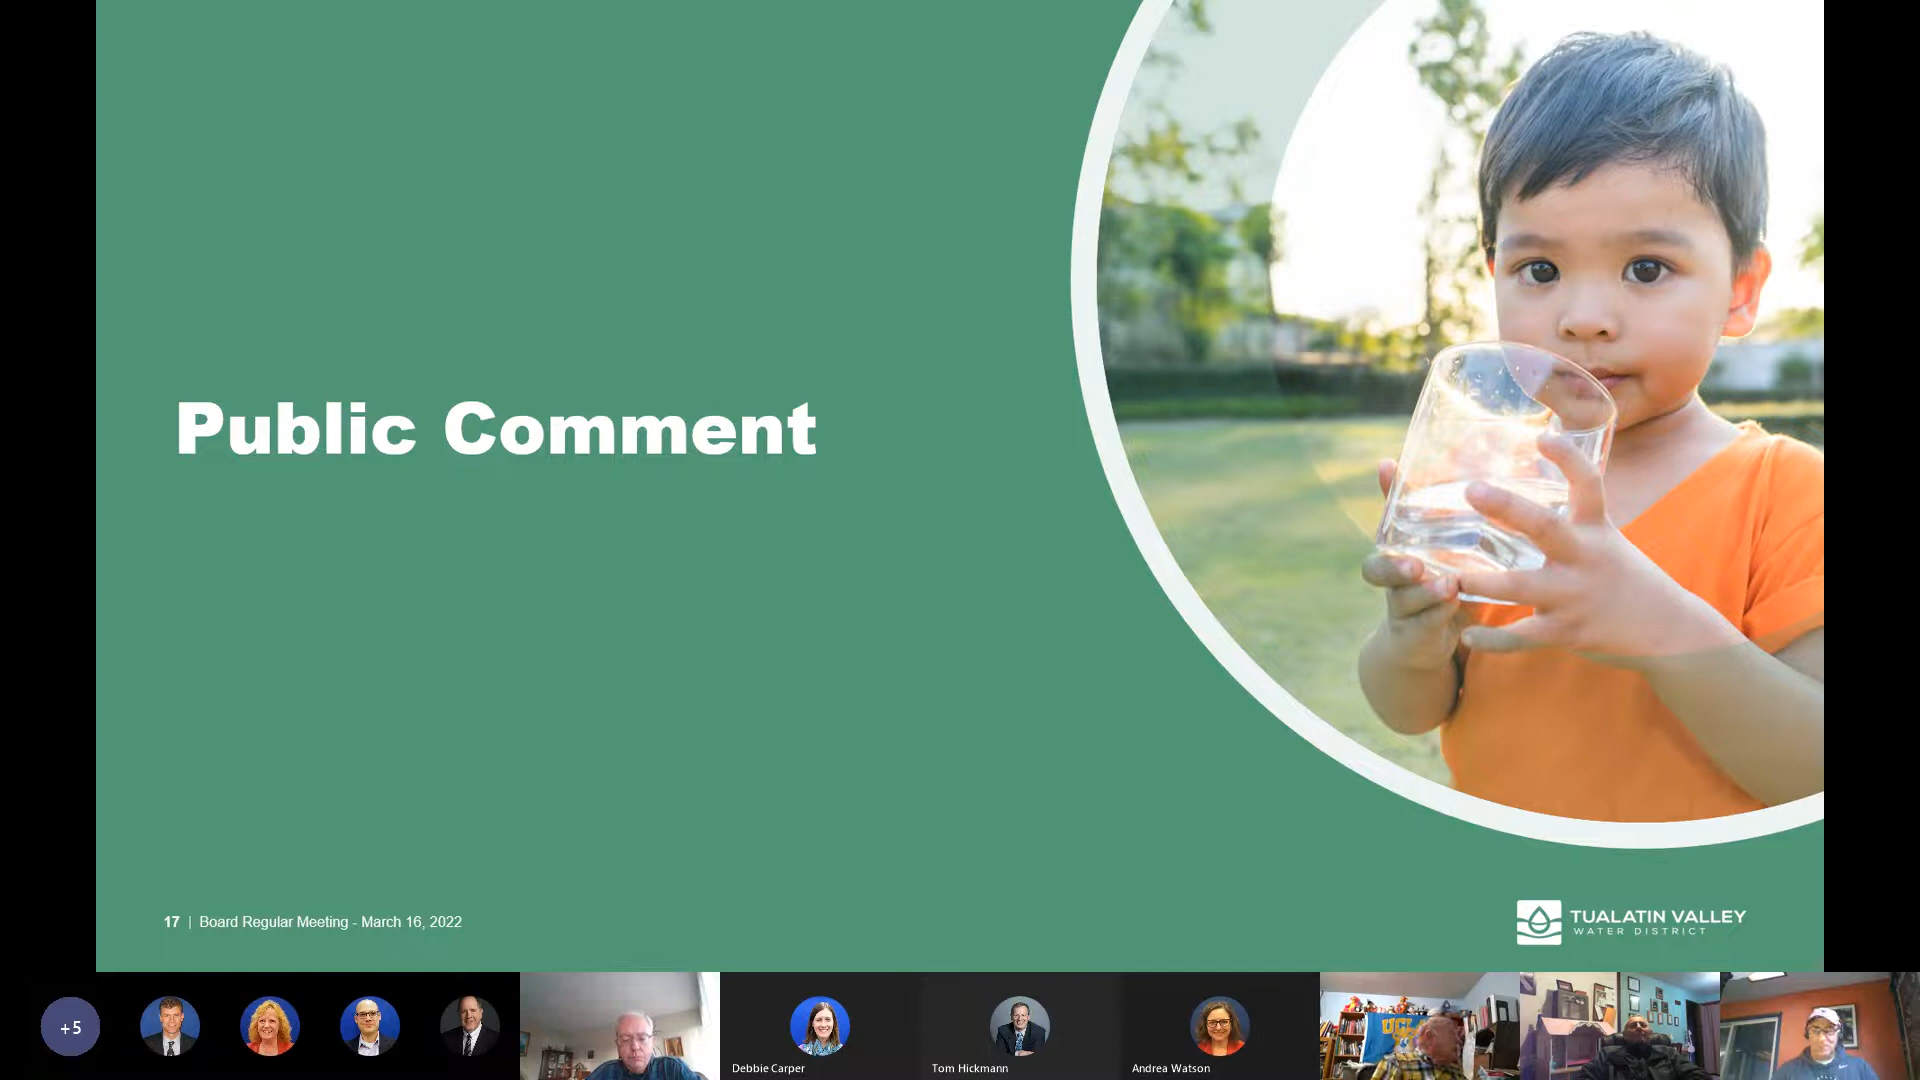 Public Comment
17 | Board Regular Meeting - March 16, 2022
TUALATIN VALLEY
WATER DISTRICT
+5
Debbie Carper
Tom Hickmann
Andrea Watson
UCLA